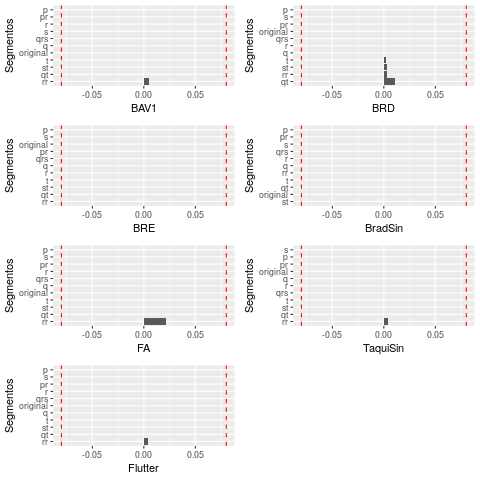 Segmentos
p
pr
r
s
qrs
q
original
t
st
qt
rr
-0.05 0.00 0.05
BAV1
Segmentos
p
s
pr
original
qrs
r
q
t
st
rr
qt
-0.05 0.00 0.05
BRD
Segmentos
p
s
original
pr
qrs
r
q
t
st
qt
rr
-0.05 0.00 0.05
BRE
Segmentos
p
s
pr
qrs
r
q
rr
t
qt
original
st
-0.05 0.00 0.05
BradSin
Segmentos
p
s
pr
r
q
qrs
original
t
st
qt
rr
-0.05 0.00 0.05
FA
Segmentos
s
p
pr
original
q
r
qrs
t
st
qt
rr
-0.05 0.00 0.05
TaquiSin
Segmentos
p
s
pr
r
qrs
original
q
t
st
qt
rr
-0.05 0.00 0.05
Flutter